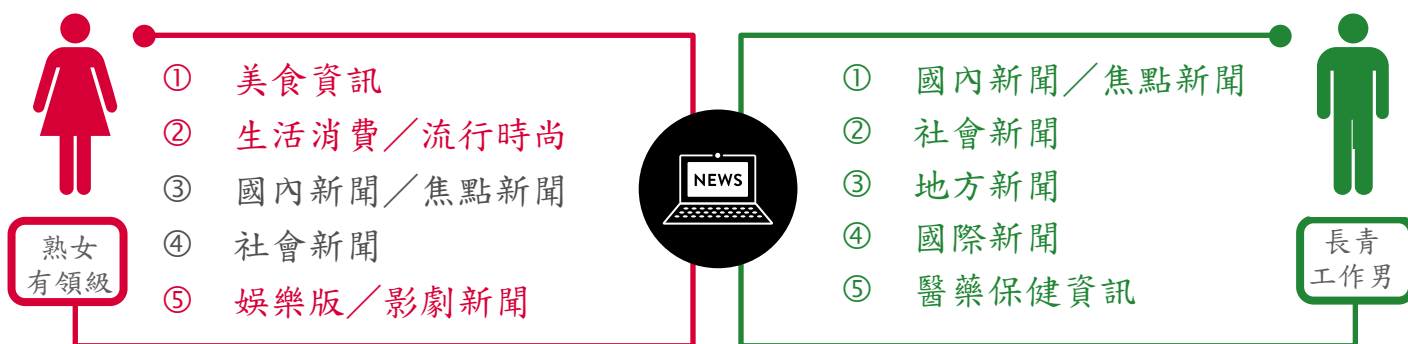 ① 美食資訊
② 生活消費／流行時尚
③ 國內新聞／焦點新聞
④ 社會新聞
⑤ 娛樂版／影劇新聞
熟女
有領級
NEWS
① 國內新聞／焦點新聞
② 社會新聞
③ 地方新聞
④ 國際新聞
⑤ 醫藥保健資訊
長青
工作男